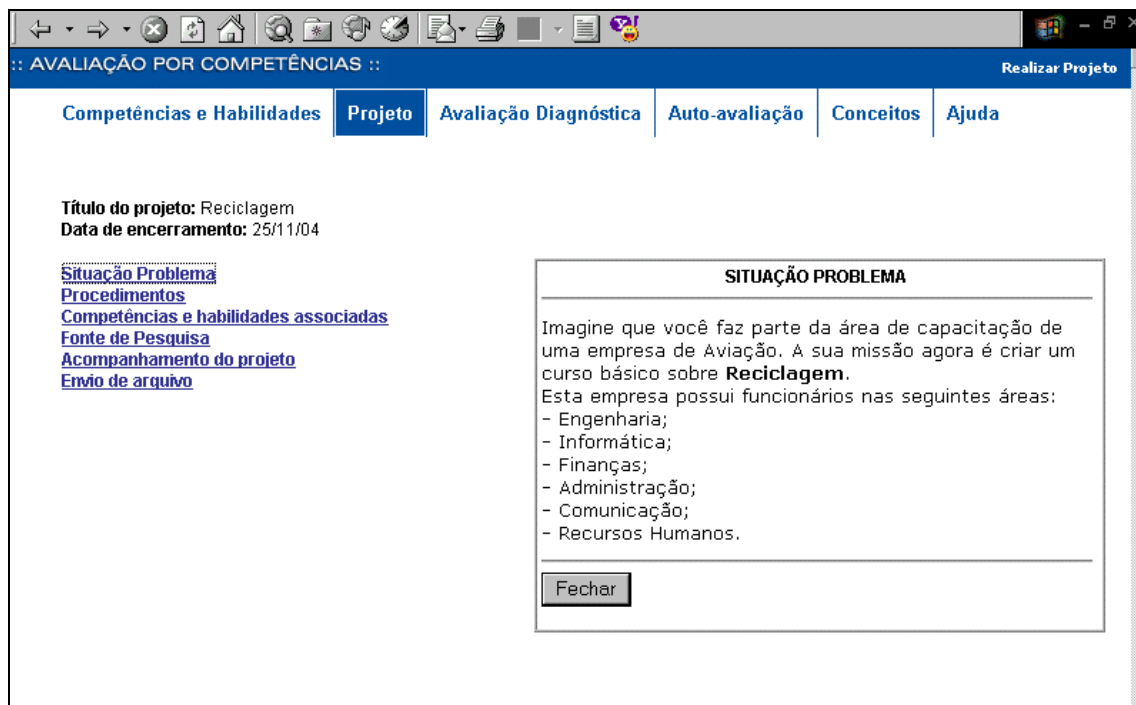 :: AVALIAÇÃO POR COMPETÊNCIAS ::
Realizar Projeto
Competências e Habilidades Projeto Avaliação Diagnóstica Auto-avaliação Conceitos Ajuda
Título do projeto: Reciclagem
Data de encerramento: 25/11/04
Situação Problema
Procedimentos
Competências e habilidades associadas
Fonte de Pesquisa
Acompanhamento do projeto
Envio de arquivo
SITUAÇÃO PROBLEMA
Imagine que você faz parte da área de capacitação de
uma empresa de Aviação. A sua missão agora é criar um
curso básico sobre Reciclagem.
Esta empresa possui funcionários nas seguintes áreas:
- Engenharia;
- Informática;
- Finanças;
- Administração;
- Comunicação;
- Recursos Humanos.
Fechar